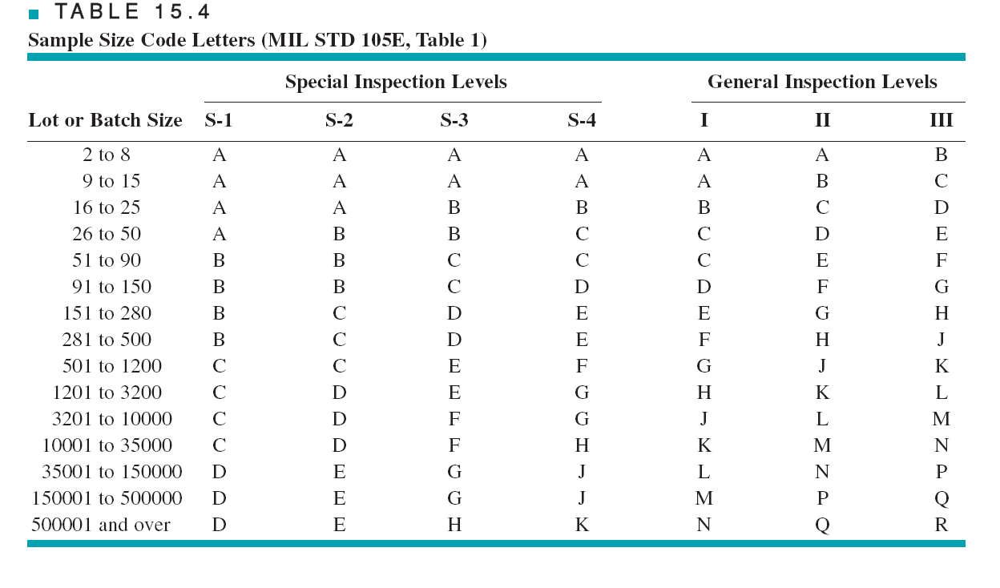 TABLE 15.4
Sample Size Code Letters (MIL STD 105E, Table 1)
Special Inspection Levels General Inspection Levels
Lot or Batch Size S-1 S-2 S-3 S-4 I II III
2 to 8 A A A A A A B
9 to 15 A A A A A B C
16 to 25 A A B B B C D
26 to 50 A B B C C D E
51 to 90 B B C C C E F
91 to 150 B B C D D F G
151 to 280 B C D E E G H
281 to 500 B C D E F H J
501 to 1200 C C E F G J K
1201 to 3200 C D E G H K L
3201 to 10000 C D F G J L M
10001 to 35000 C D F H K M N
35001 to 150000 D E G J L N P
150001 to 500000 D E G J M P Q
500001 and over D E H K N Q R